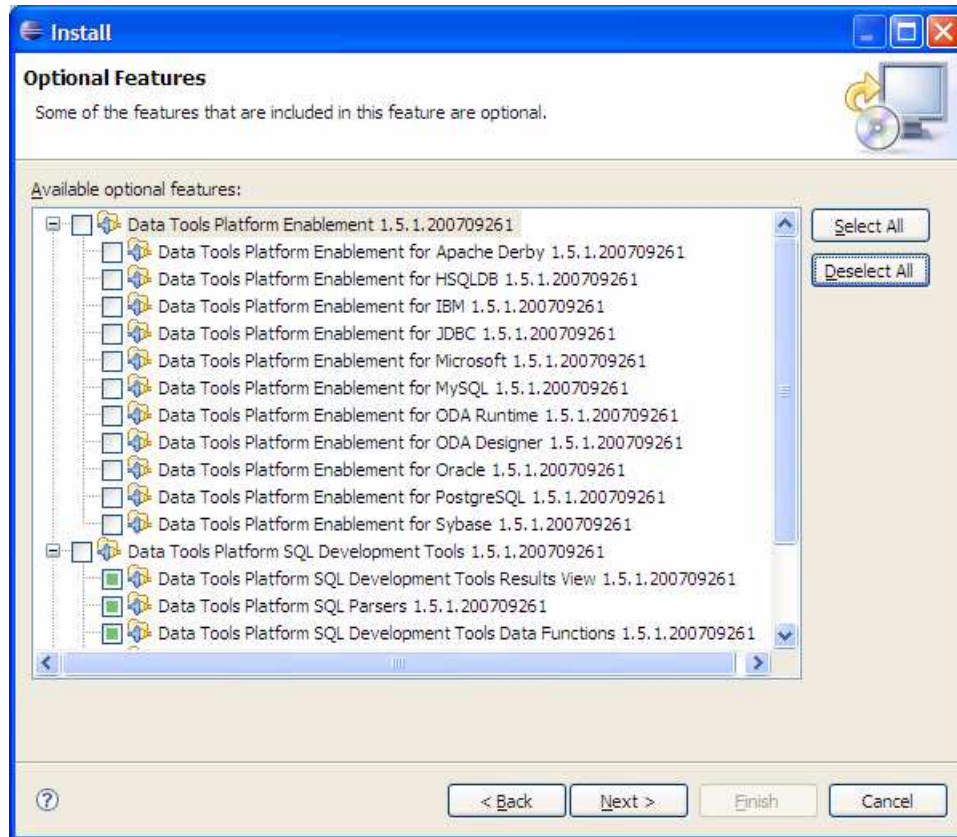 Install
Optional Features
Some of the features that are included in this feature are optional.
Available optional features:
Data Tools Platform Enablement 1.5.1.200709261
Data Tools Platform Enablement for Apache Derby 1.5.1.200709261
Data Tools Platform Enablement for HSQLDB 1.5.1.200709261
Data Tools Platform Enablement for IBM 1.5.1.200709261
Data Tools Platform Enablement for JDBC 1.5.1.200709261
Data Tools Platform Enablement for Microsoft 1.5.1.200709261
Data Tools Platform Enablement for MySQL 1.5.1.200709261
Data Tools Platform Enablement for ODA Runtime 1.5.1.200709261
Data Tools Platform Enablement for ODA Designer 1.5.1.200709261
Data Tools Platform Enablement for Oracle 1.5.1.200709261
Data Tools Platform Enablement for PostgreSQL 1.5.1.200709261
Data Tools Platform Enablement for Sybase 1.5.1.200709261
Data Tools Platform SQL Development Tools 1.5.1.200709261
Data Tools Platform SQL Development Tools Results View 1.5.1.200709261
Data Tools Platform SQL Parsers 1.5.1.200709261
Data Tools Platform SQL Development Tools Data Functions 1.5.1.200709261
Select All
Deselect All
?
< Back
Next >
Finish
Cancel